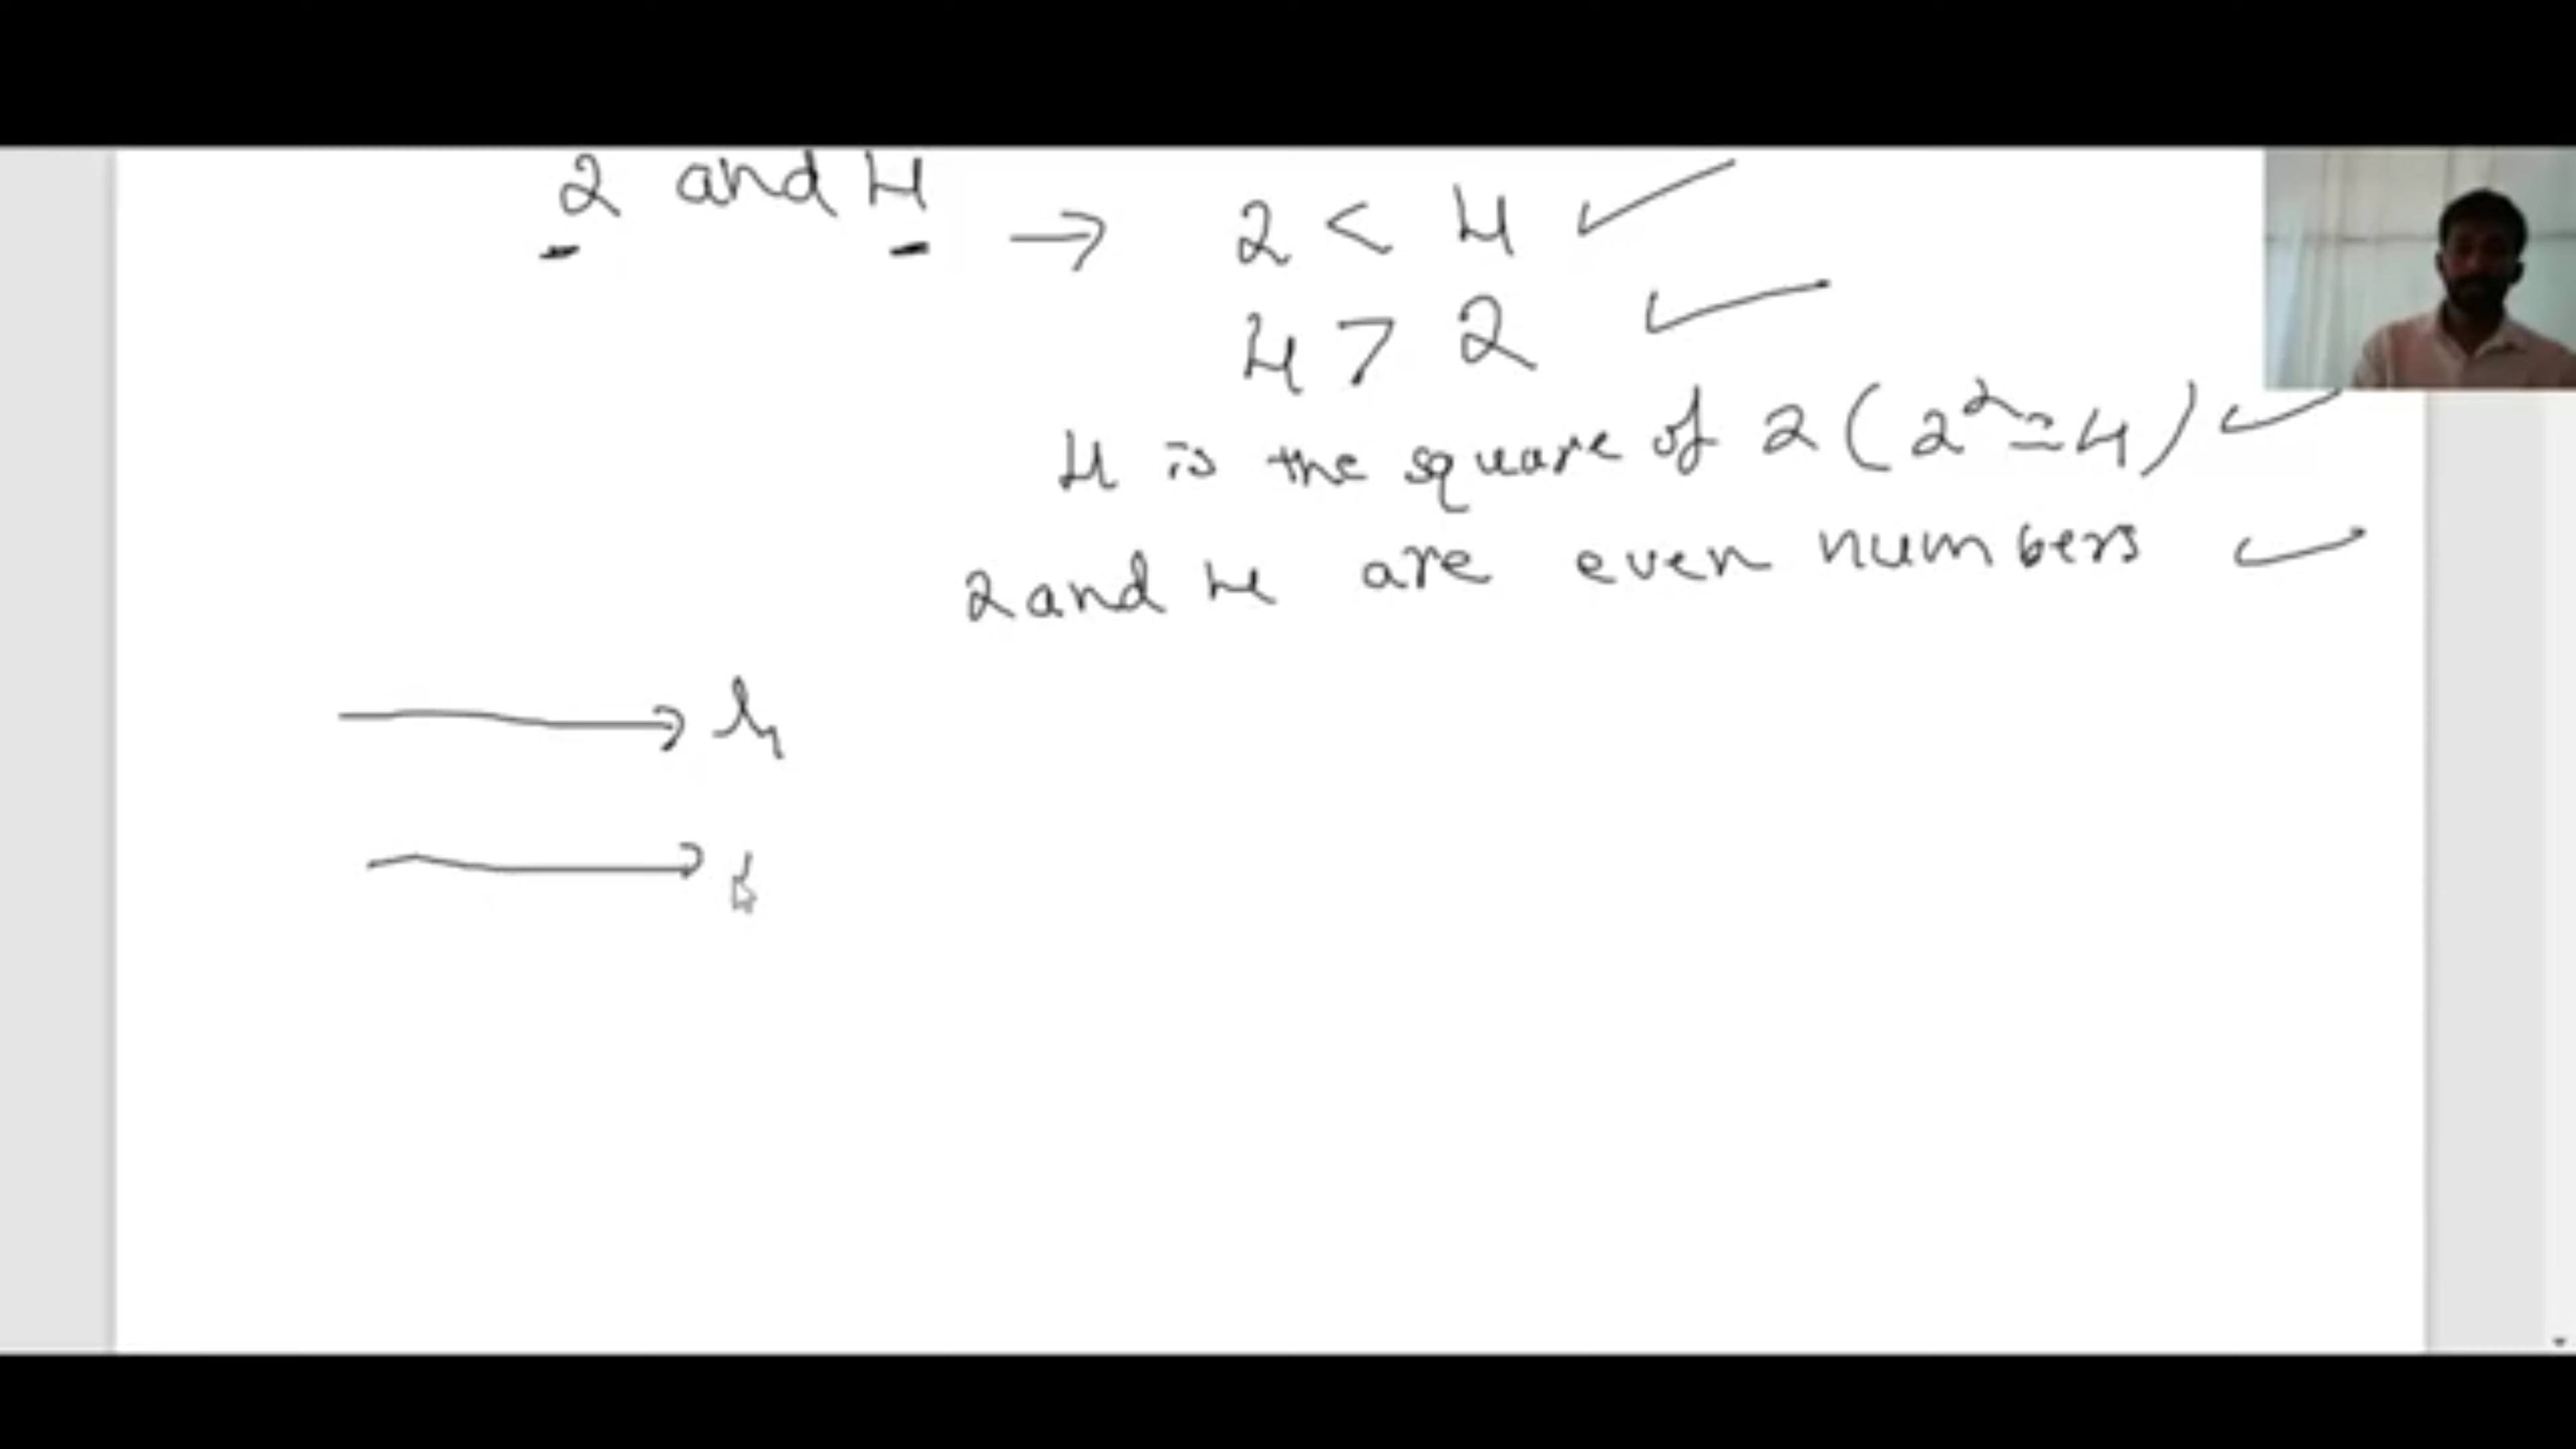 2 and 4
→ 2 < 4 ✓
4 > 2 ✓
4 is the square of 2 (2² = 4) ✓
2 and 4 are even numbers ✓
l₁